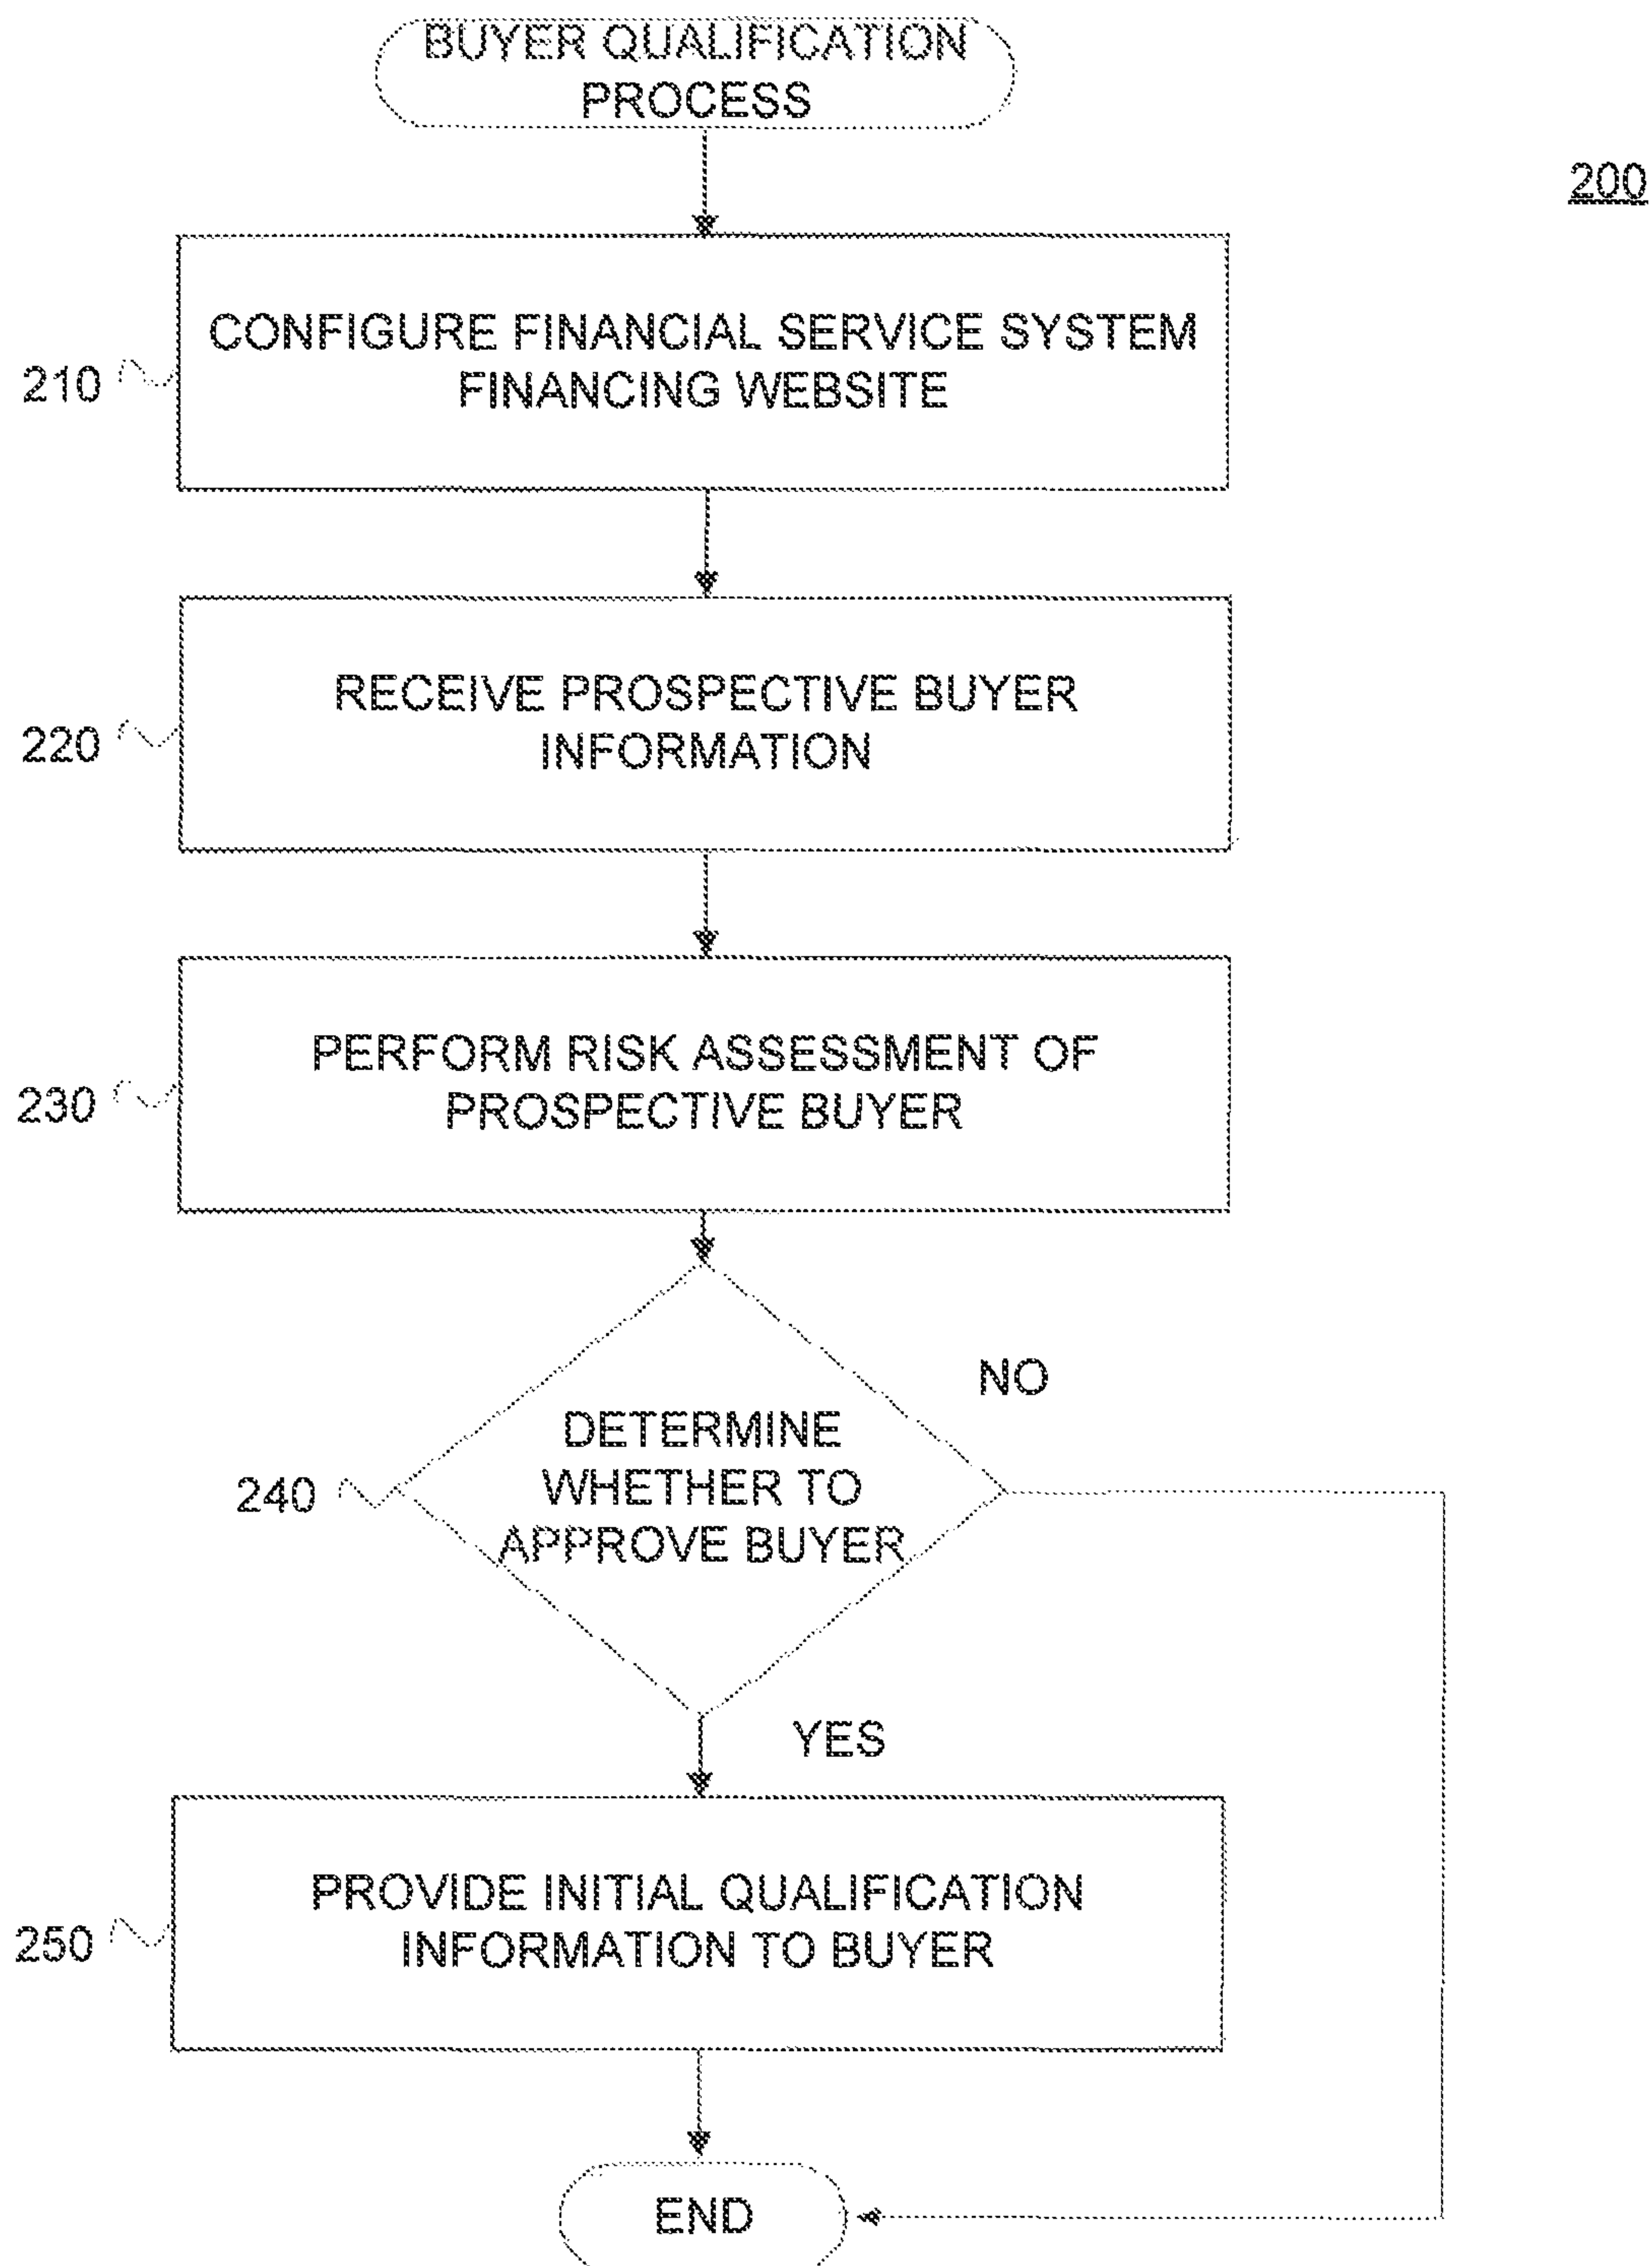 BUYER QUALIFICATION
PROCESS
200
CONFIGURE FINANCIAL SERVICE SYSTEM
FINANCING WEBSITE
210
RECEIVE PROSPECTIVE BUYER
INFORMATION
220
PERFORM RISK ASSESSMENT OF
PROSPECTIVE BUYER
230
NO
DETERMINE
WHETHER TO
APPROVE BUYER
240
YES
PROVIDE INITIAL QUALIFICATION
INFORMATION TO BUYER
250
END